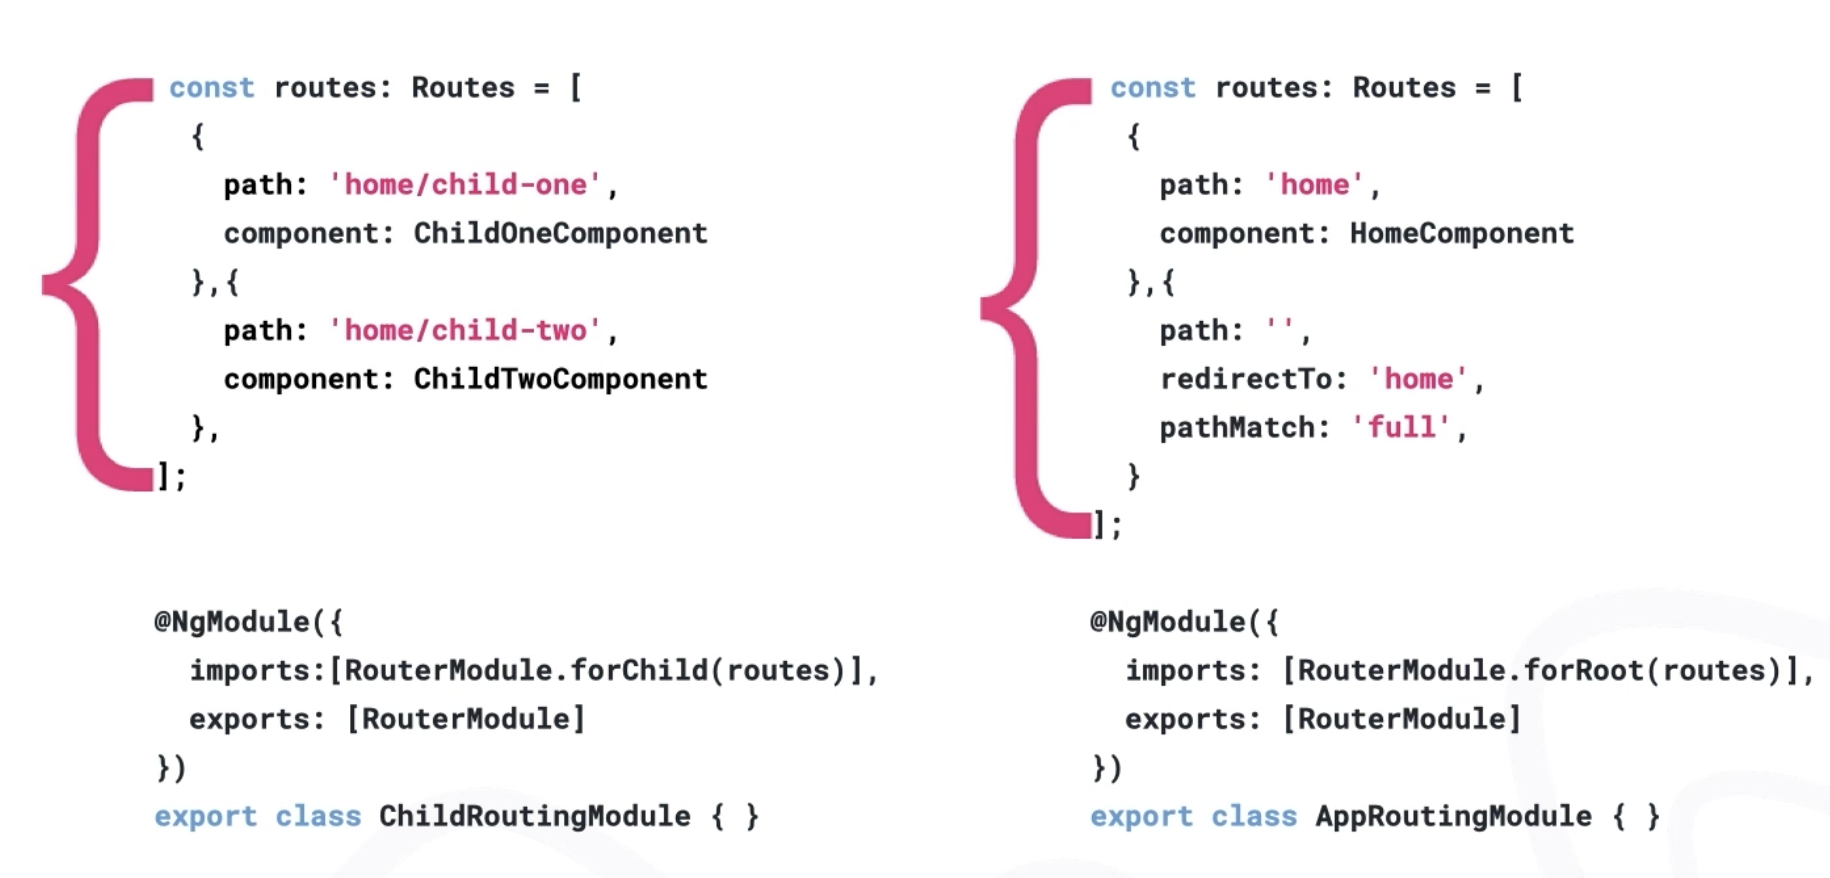 const routes: Routes = [
{
path: 'home/child-one',
component: ChildOneComponent
},{
path: 'home/child-two',
component: ChildTwoComponent
},
];
@NgModule({
imports:[RouterModule.forChild(routes)],
exports: [RouterModule]
})
export class ChildRoutingModule { }
const routes: Routes = [
{
path: 'home',
component: HomeComponent
},{
path: '',
redirectTo: 'home',
pathMatch: 'full',
}
];
@NgModule({
imports: [RouterModule.forRoot(routes)],
exports: [RouterModule]
})
export class AppRoutingModule { }